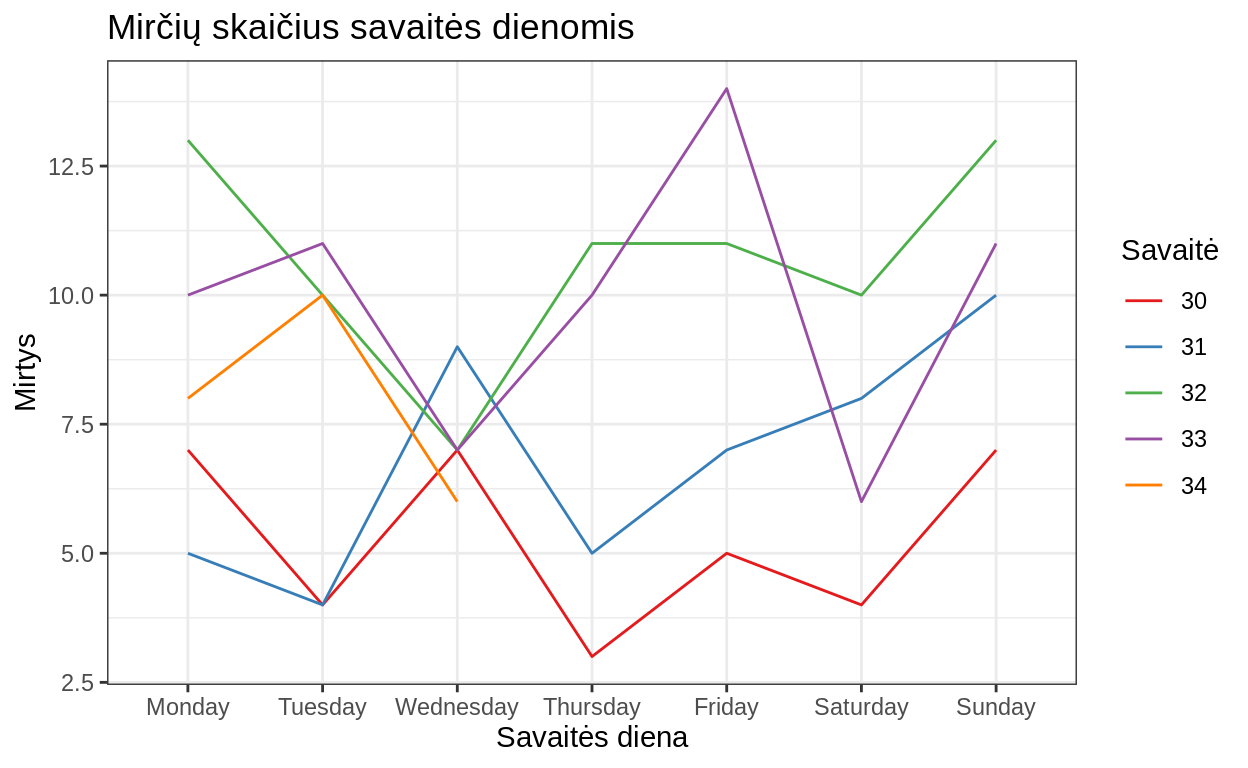 Mirčių skaičius savaitės dienomis
Mirtys
12.5
10.0
7.5
5.0
2.5
Monday Tuesday Wednesday Thursday Friday Saturday Sunday
Savaitės diena
Savaitė
30
31
32
33
34